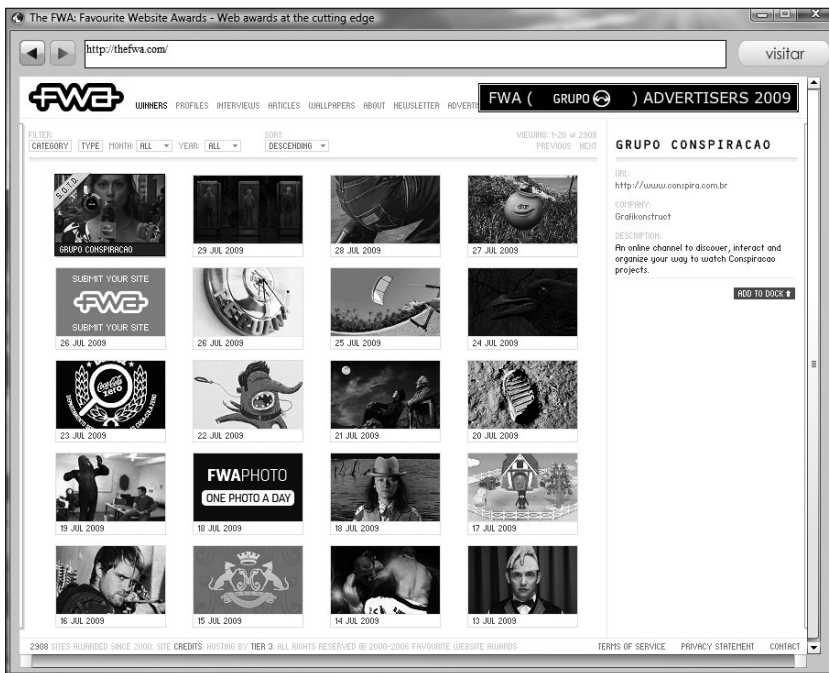 The FWA: Favourite Website Awards - Web awards at the cutting edge
http://thefwa.com/
visitar
FWA
WINNERS PROFILES INTERVIEWS ARTICLES WALLPAPERS ABOUT NEWSLETTER ADVERTI
FWA ( GRUPO ) ADVERTISERS 2009
FILTER:
CATEGORY TYPE MONTH: ALL YEAR: ALL
SORT:
DESCENDING
VIEWING: 1-20 of 2908
PREVIOUS NEXT
S.O.T.D.
GRUPO CONSPIRACAO
29 JUL 2009
28 JUL 2009
27 JUL 2009
SUBMIT YOUR SITE
FWA
SUBMIT YOUR SITE
26 JUL 2009
26 JUL 2009
25 JUL 2009
24 JUL 2009
Coca-Cola
zero
23 JUL 2009
22 JUL 2009
21 JUL 2009
20 JUL 2009
19 JUL 2009
FWAPHOTO
ONE PHOTO A DAY
18 JUL 2009
18 JUL 2009
17 JUL 2009
16 JUL 2009
15 JUL 2009
14 JUL 2009
13 JUL 2009
GRUPO CONSPIRACAO
URL:
http://www.conspira.com.br
COMPANY:
Grafikonstruct
DESCRIPTION:
An online channel to discover, interact and
organize your way to watch Conspiracao
projects.
ADD TO DOCK
2908 SITES AWARDED SINCE 2000. SITE CREDITS. HOSTING BY TIER 3. ALL RIGHTS RESERVED @ 2000-2006 FAVOURITE WEBSITE AWARDS
TERMS OF SERVICE PRIVACY STATEMENT CONTACT